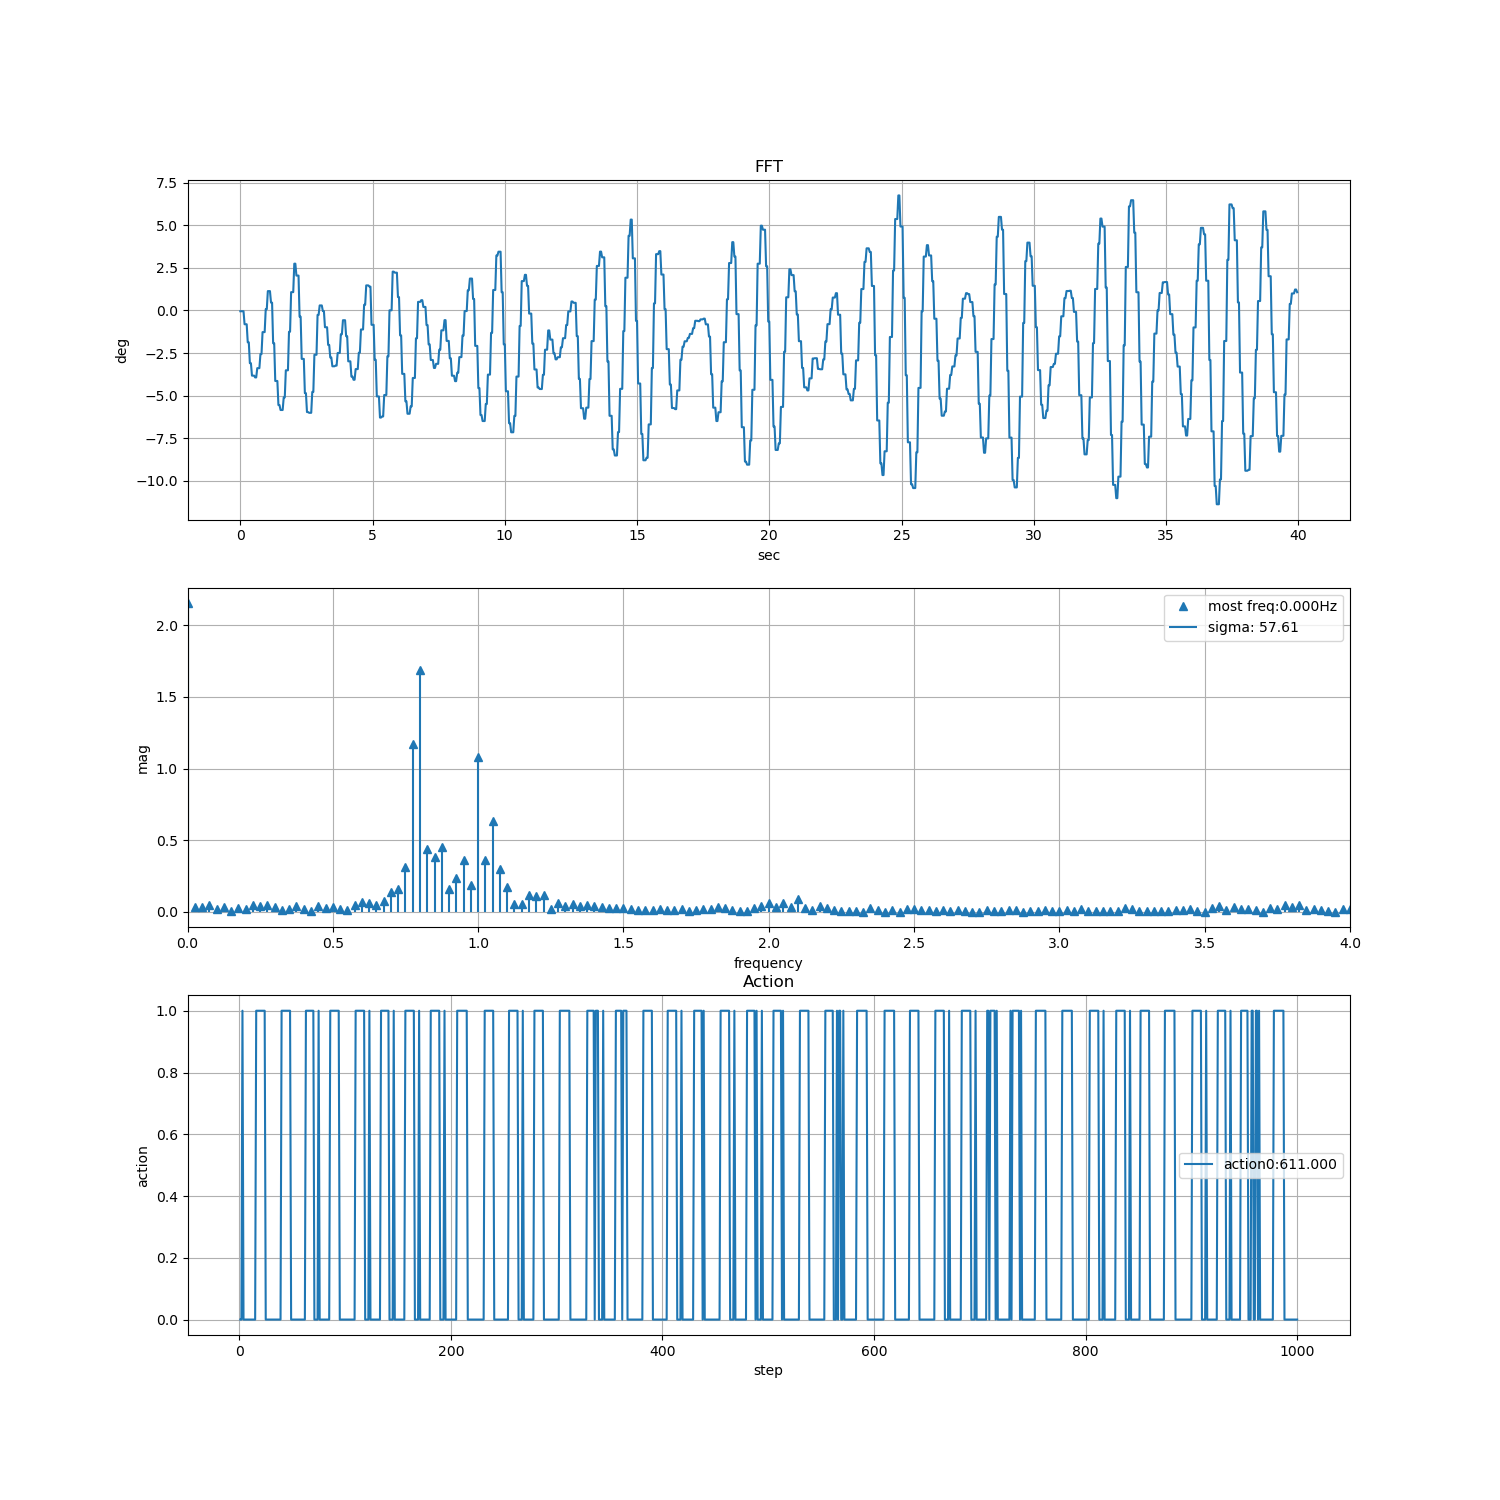 FFT
7.5
5.0
2.5
0.0
−2.5
−5.0
−7.5
−10.0
deg
0 5 10 15 20 25 30 35 40
sec
most freq:0.000Hz
sigma: 57.61
2.0
1.5
1.0
0.5
0.0
mag
0.0 0.5 1.0 1.5 2.0 2.5 3.0 3.5 4.0
frequency
Action
1.0
0.8
0.6
0.4
0.2
0.0
action
action0:611.000
0 200 400 600 800 1000
step